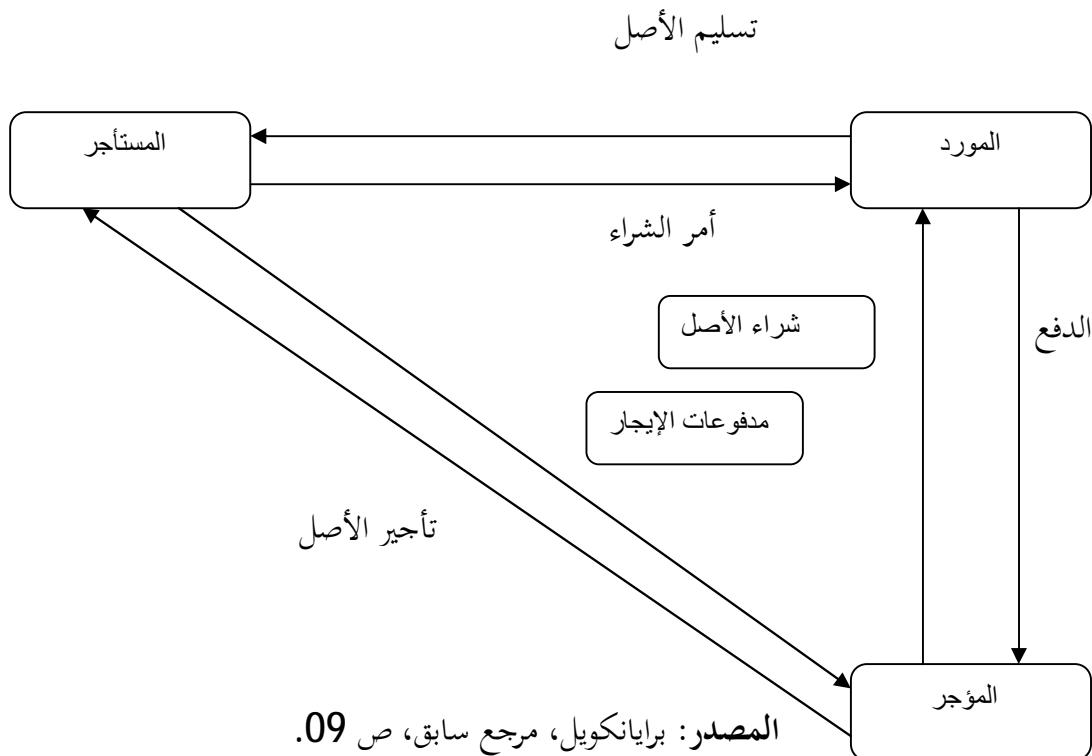 تسليم الأصل
المورد
المستأجر
أمر الشراء
شراء الأصل
الدفع
مدفوعات الإيجار
تأجير الأصل
المؤجر
المصدر: برايانكويل، مرجع سابق، ص 09.